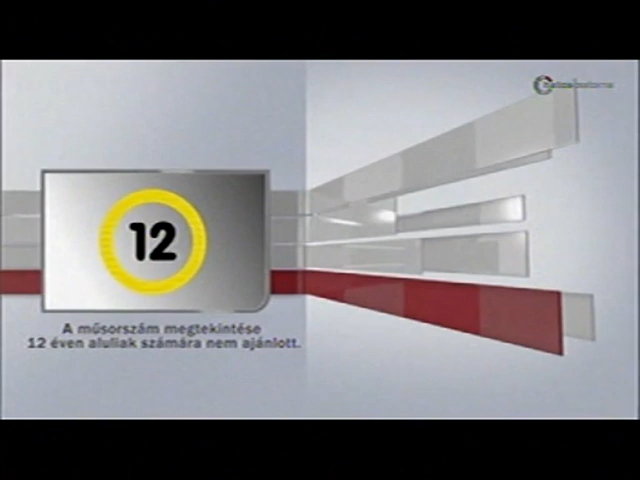 12
A műsorszám megtekintése
12 éven aluliak számára nem ajánlott.